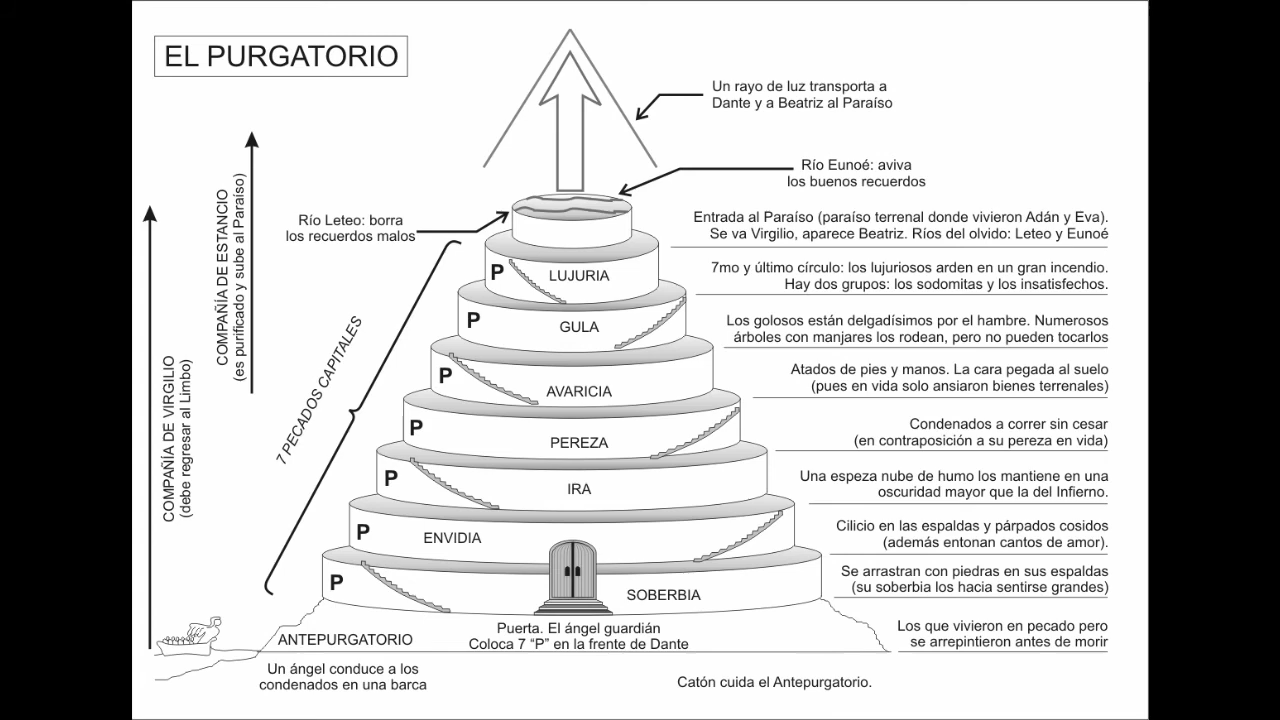 EL PURGATORIO
Un rayo de luz transporta a
Dante y a Beatriz al Paraíso
Río Eunoé: aviva
los buenos recuerdos
Río Leteo: borra
los recuerdos malos
Entrada al Paraíso (paraíso terrenal donde vivieron Adán y Eva).
Se va Virgilio, aparece Beatriz. Ríos del olvido: Leteo y Eunoé
COMPAÑÍA DE ESTANCIO
(es purificado y sube al Paraíso)
COMPAÑÍA DE VIRGILIO
(debe regresar al Limbo)
7 PECADOS CAPITALES
P
LUJURIA
7mo y último círculo: los lujuriosos arden en un gran incendio.
Hay dos grupos: los sodomitas y los insatisfechos.
P
GULA
Los golosos están delgadísimos por el hambre. Numerosos
árboles con manjares los rodean, pero no pueden tocarlos
P
AVARICIA
Atados de pies y manos. La cara pegada al suelo
(pues en vida solo ansiaron bienes terrenales)
P
PEREZA
Condenados a correr sin cesar
(en contraposición a su pereza en vida)
P
IRA
Una espeza nube de humo los mantiene en una
oscuridad mayor que la del Infierno.
P
ENVIDIA
Cilicio en las espaldas y párpados cosidos
(además entonan cantos de amor).
P
SOBERBIA
Se arrastran con piedras en sus espaldas
(su soberbia los hacia sentirse grandes)
ANTEPURGATORIO
Puerta. El ángel guardián
Coloca 7 “P” en la frente de Dante
Los que vivieron en pecado pero
se arrepintieron antes de morir
Un ángel conduce a los
condenados en una barca
Catón cuida el Antepurgatorio.